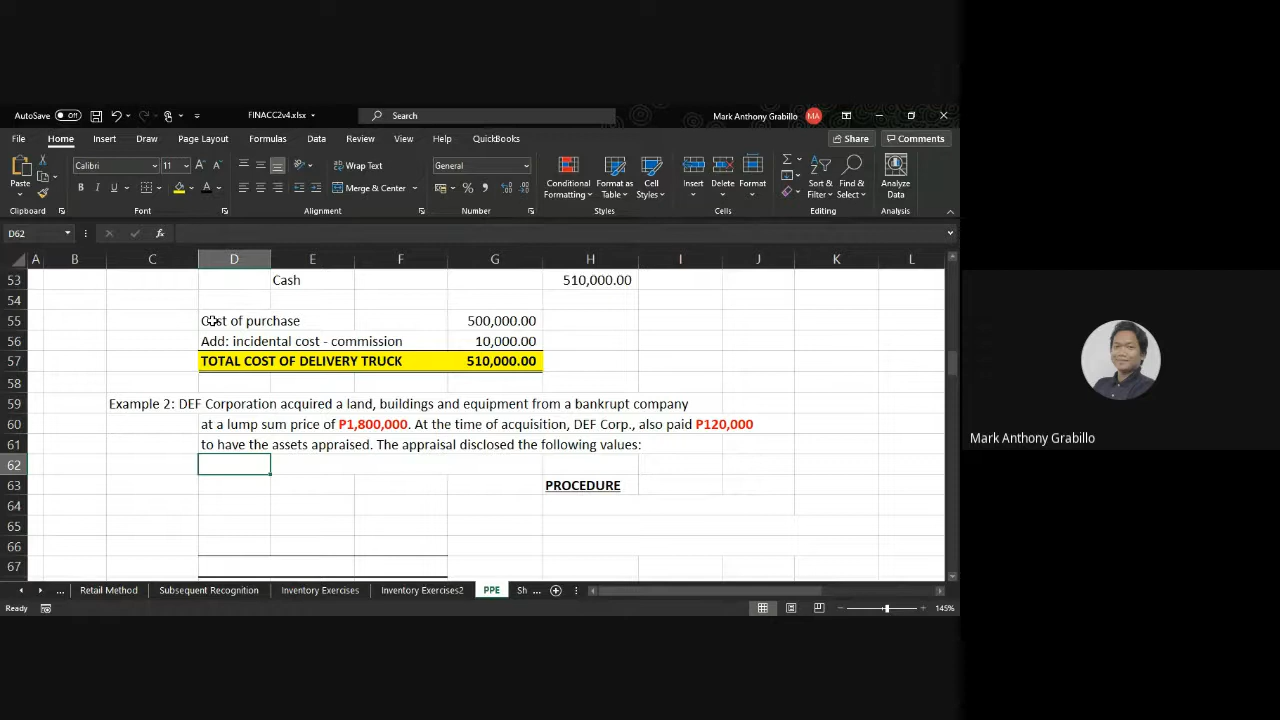 AutoSave Off FINACC2v4.xlsx Search Mark Anthony Grabillo MA
File Home Insert Draw Page Layout Formulas Data Review View Help QuickBooks Share Comments
Paste Calibri 11 A A Wrap Text General Conditional Formatting Format as Table Cell Styles Insert Delete Format Sort & Filter Find & Select Analyze Data
B I U A Merge & Center % ,
Clipboard Font Alignment Number Styles Cells Editing Analysis
D62 fx
A B C D E F G H I J K L
53 Cash 510,000.00
54
55 Cost of purchase 500,000.00
56 Add: incidental cost - commission 10,000.00
57 TOTAL COST OF DELIVERY TRUCK 510,000.00
58
59 Example 2: DEF Corporation acquired a land, buildings and equipment from a bankrupt company
60 at a lump sum price of P1,800,000. At the time of acquisition, DEF Corp., also paid P120,000
61 to have the assets appraised. The appraisal disclosed the following values:
62
63 PROCEDURE
64
65
66
67
... Retail Method Subsequent Recognition Inventory Exercises Inventory Exercises2 PPE Sh ...
Ready 145%
Mark Anthony Grabillo